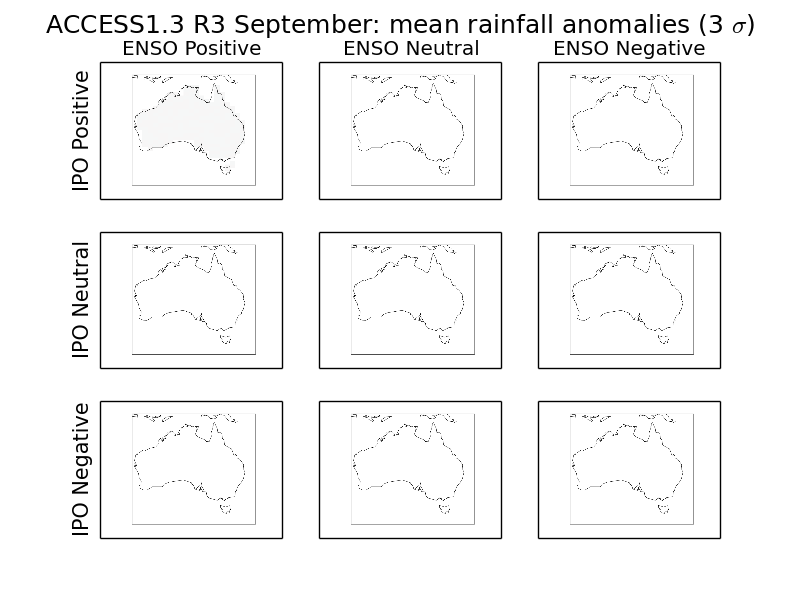 ACCESS1.3 R3 September: mean rainfall anomalies (3 σ)
ENSO Positive ENSO Neutral ENSO Negative
IPO Positive
IPO Neutral
IPO Negative